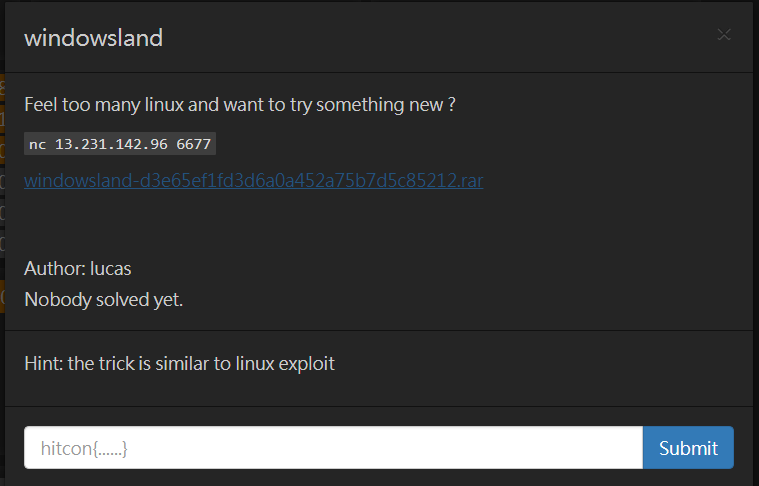 windowsland
×
Feel too many linux and want to try something new ?
nc 13.231.142.96 6677
windowsland-d3e65ef1fd3d6a0a452a75b7d5c85212.rar
Author: lucas
Nobody solved yet.
Hint: the trick is similar to linux exploit
hitcon{......} Submit